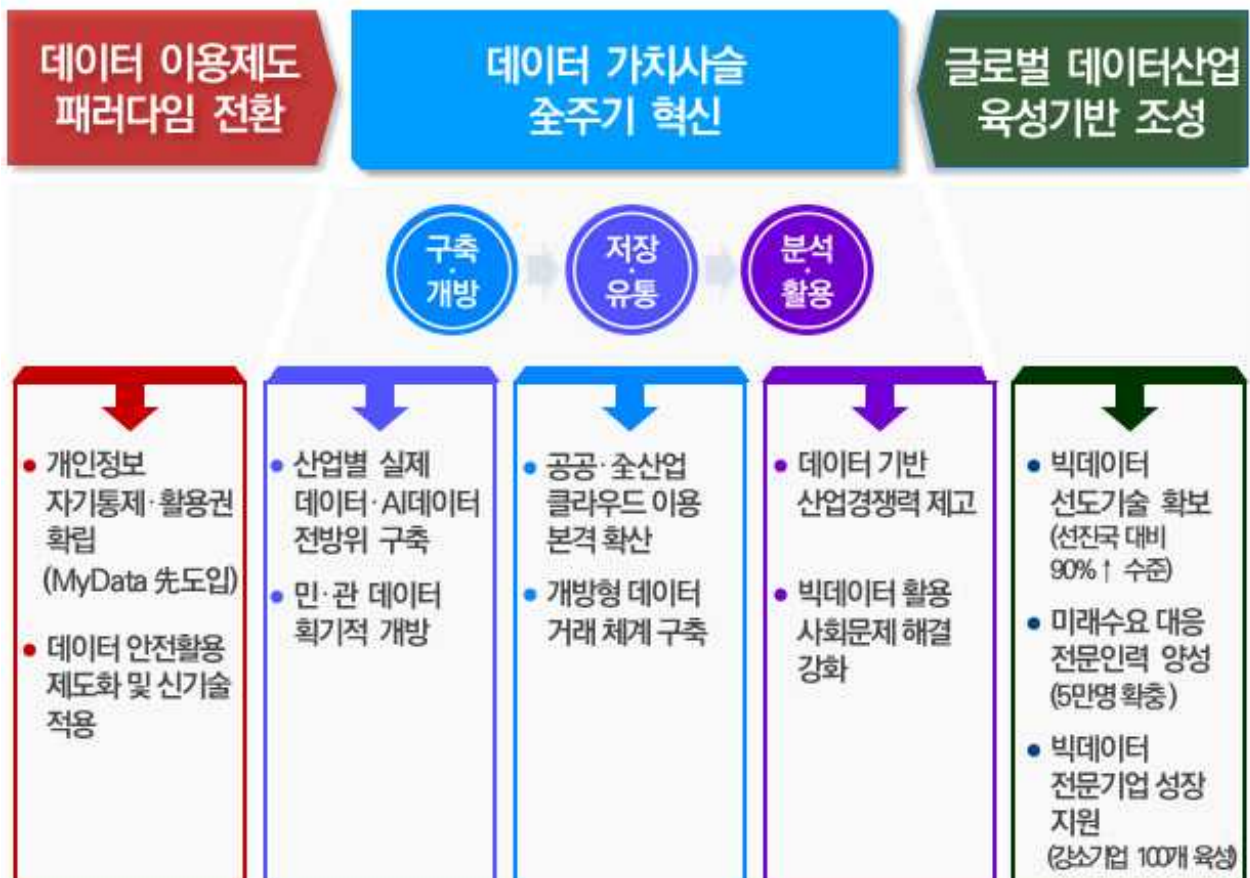 데이터 이용제도
패러다임 전환
데이터 가치사슬
全주기 혁신
글로벌 데이터산업
육성기반 조성
구축
·
개방
저장
·
유통
분석
·
활용
• 개인정보
자기통제·활용권
확립
(MyData 先도입)
• 데이터 안전활용
제도화 및 신기술
적용
• 산업별 실제
데이터·AI데이터
전방위 구축
• 민·관 데이터
획기적 개방
• 공공·全산업
클라우드 이용
본격 확산
• 개방형 데이터
거래 체계 구축
• 데이터 기반
산업경쟁력 제고
• 빅데이터 활용
사회문제 해결
강화
• 빅데이터
선도기술 확보
(선진국 대비
90%↑ 수준)
• 미래수요 대응
전문인력 양성
(5만명 확충)
• 빅데이터
전문기업 성장
지원
(강소기업 100개 육성)